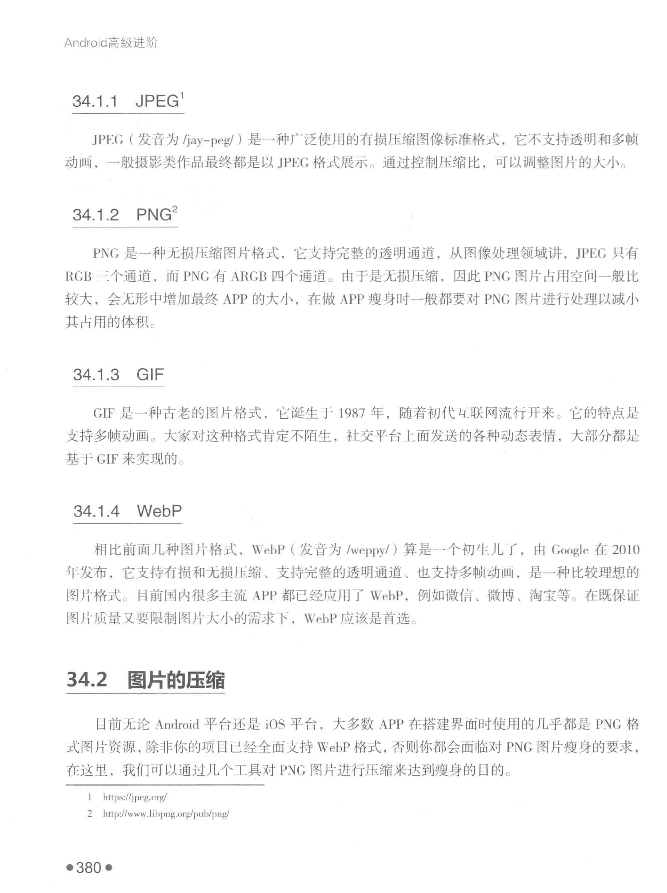 Android高级进阶
34.1.1 JPEG¹
JPEG（发音为 /jay-peg/）是一种广泛使用的有损压缩图像标准格式，它不支持透明和多帧
动画，一般摄影类作品最终都是以 JPEG 格式展示。通过控制压缩比，可以调整图片的大小。
34.1.2 PNG²
PNG 是一种无损压缩图片格式，它支持完整的透明通道，从图像处理领域讲，JPEG 只有
RGB 三个通道，而 PNG 有 ARGB 四个通道。由于是无损压缩，因此 PNG 图片占用空间一般比
较大，会无形中增加最终 APP 的大小，在做 APP 瘦身时一般都要对 PNG 图片进行处理以减小
其占用的体积。
34.1.3 GIF
GIF 是一种古老的图片格式，它诞生于 1987 年，随着初代互联网流行开来。它的特点是
支持多帧动画。大家对这种格式肯定不陌生，社交平台上面发送的各种动态表情，大部分都是
基于 GIF 来实现的。
34.1.4 WebP
相比前面几种图片格式，WebP（发音为 /weppy/）算是一个初生儿了，由 Google 在 2010
年发布，它支持有损和无损压缩、支持完整的透明通道、也支持多帧动画，是一种比较理想的
图片格式。目前国内很多主流 APP 都已经应用了 WebP，例如微信、微博、淘宝等。在既保证
图片质量又要限制图片大小的需求下，WebP 应该是首选。
34.2 图片的压缩
目前无论 Android 平台还是 iOS 平台，大多数 APP 在搭建界面时使用的几乎都是 PNG 格
式图片资源，除非你的项目已经全面支持 WebP 格式，否则你都会面临对 PNG 图片瘦身的要求，
在这里，我们可以通过几个工具对 PNG 图片进行压缩来达到瘦身的目的。
1 https://jpeg.org/
2 http://www.libpng.org/pub/png/
●380●